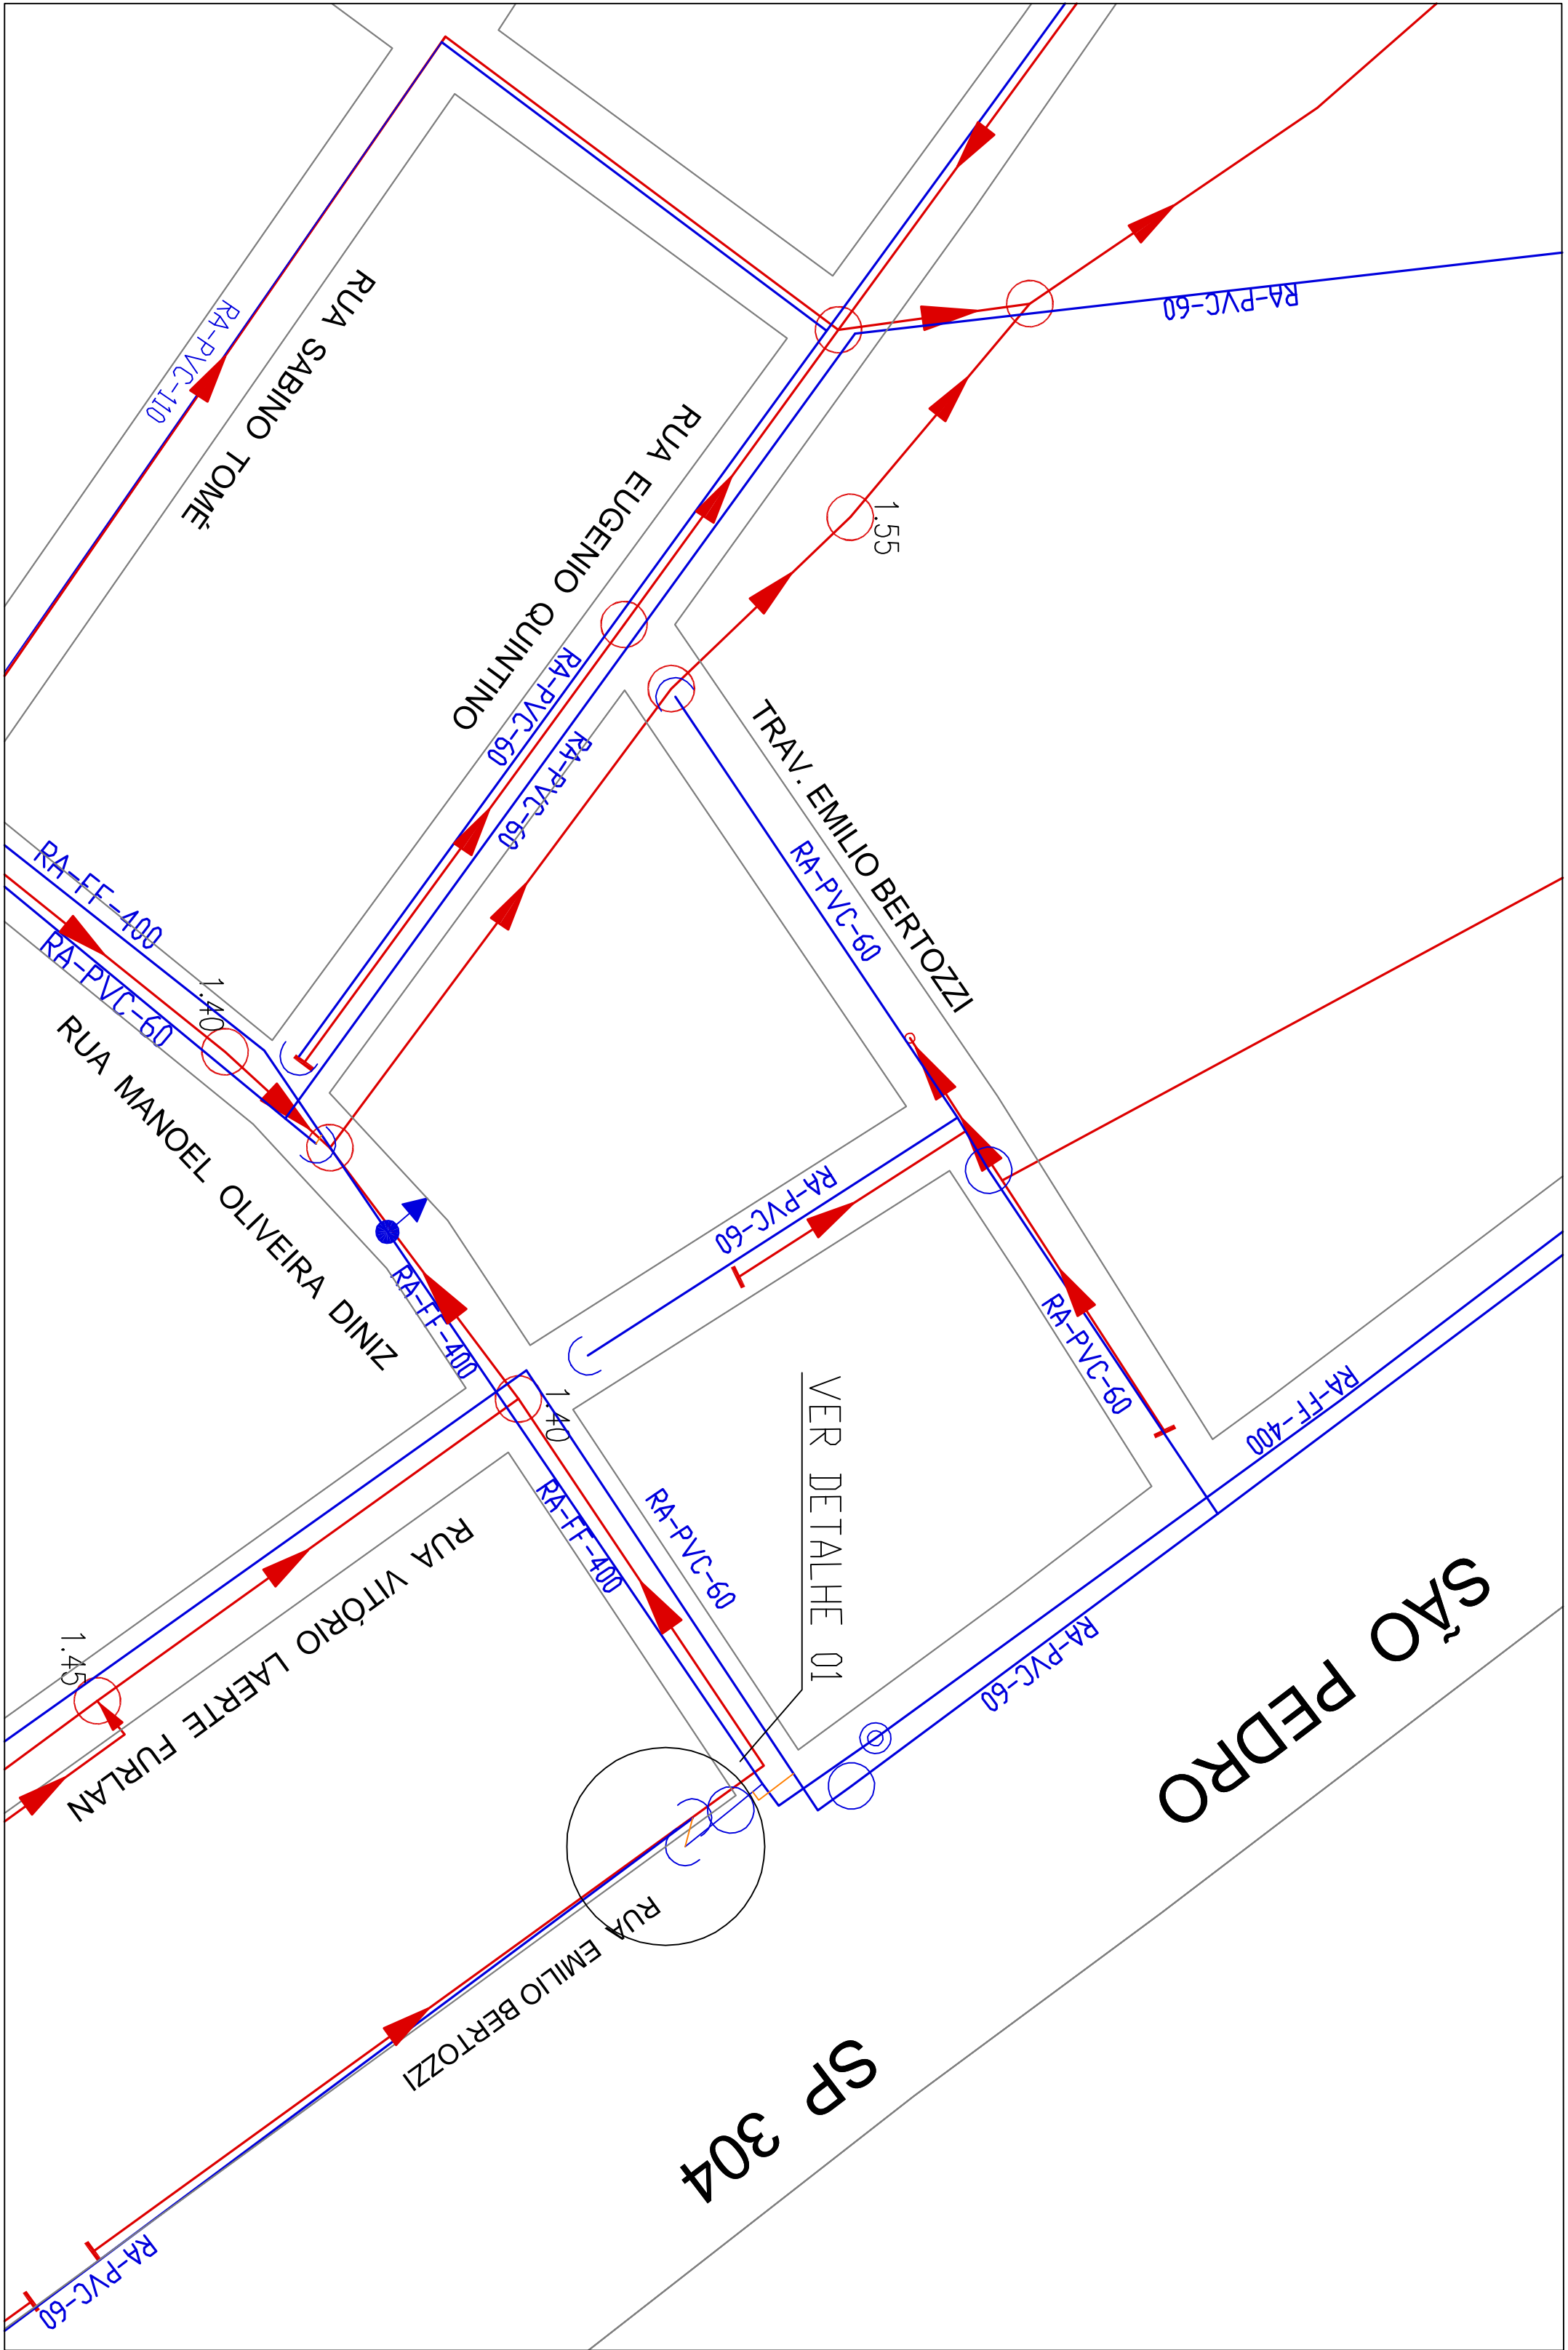 RA-PVC-60
RUA SABINO TOMÉ
RA-PVC-110
RUA EUGENIO QUINTINO
1.55
RA-PVC-60
RA-PVC-60
TRAV. EMILIO BERTOZZI
RA-PVC-60
RA-FF-400
RA-PVC-60
1.40
RUA MANOEL OLIVEIRA DINIZ
RA-PVC-60
RA-FF-400
RA-PVC-60
RA-FF-400
1.40
VER DETALHE 01
RA-FF-400
RA-PVC-60
RUA VITÓRIO LAERTE FURLAN
1.45
RA-PVC-60
SÃO PEDRO
RUA EMILIO BERTOZZI
SP 304
RA-PVC-60